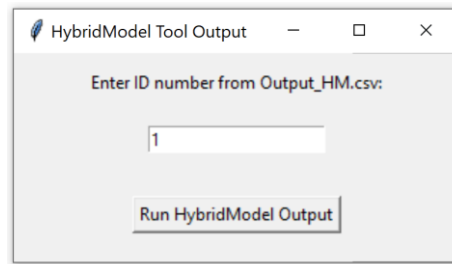 HybridModel Tool Output
Enter ID number from Output_HM.csv:
1
Run HybridModel Output